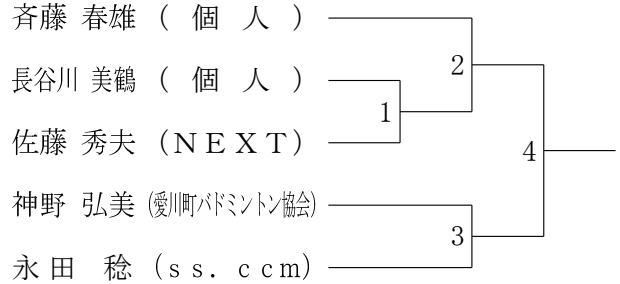 斉藤 春雄 ( 個 人 )
2
長谷川 美鶴 ( 個 人 )
1
佐藤 秀夫 (ＮＥＸＴ)
4
神野 弘美 (愛川町バドミントン協会)
3
永田 稔 (ｓｓ．ｃｃｍ)